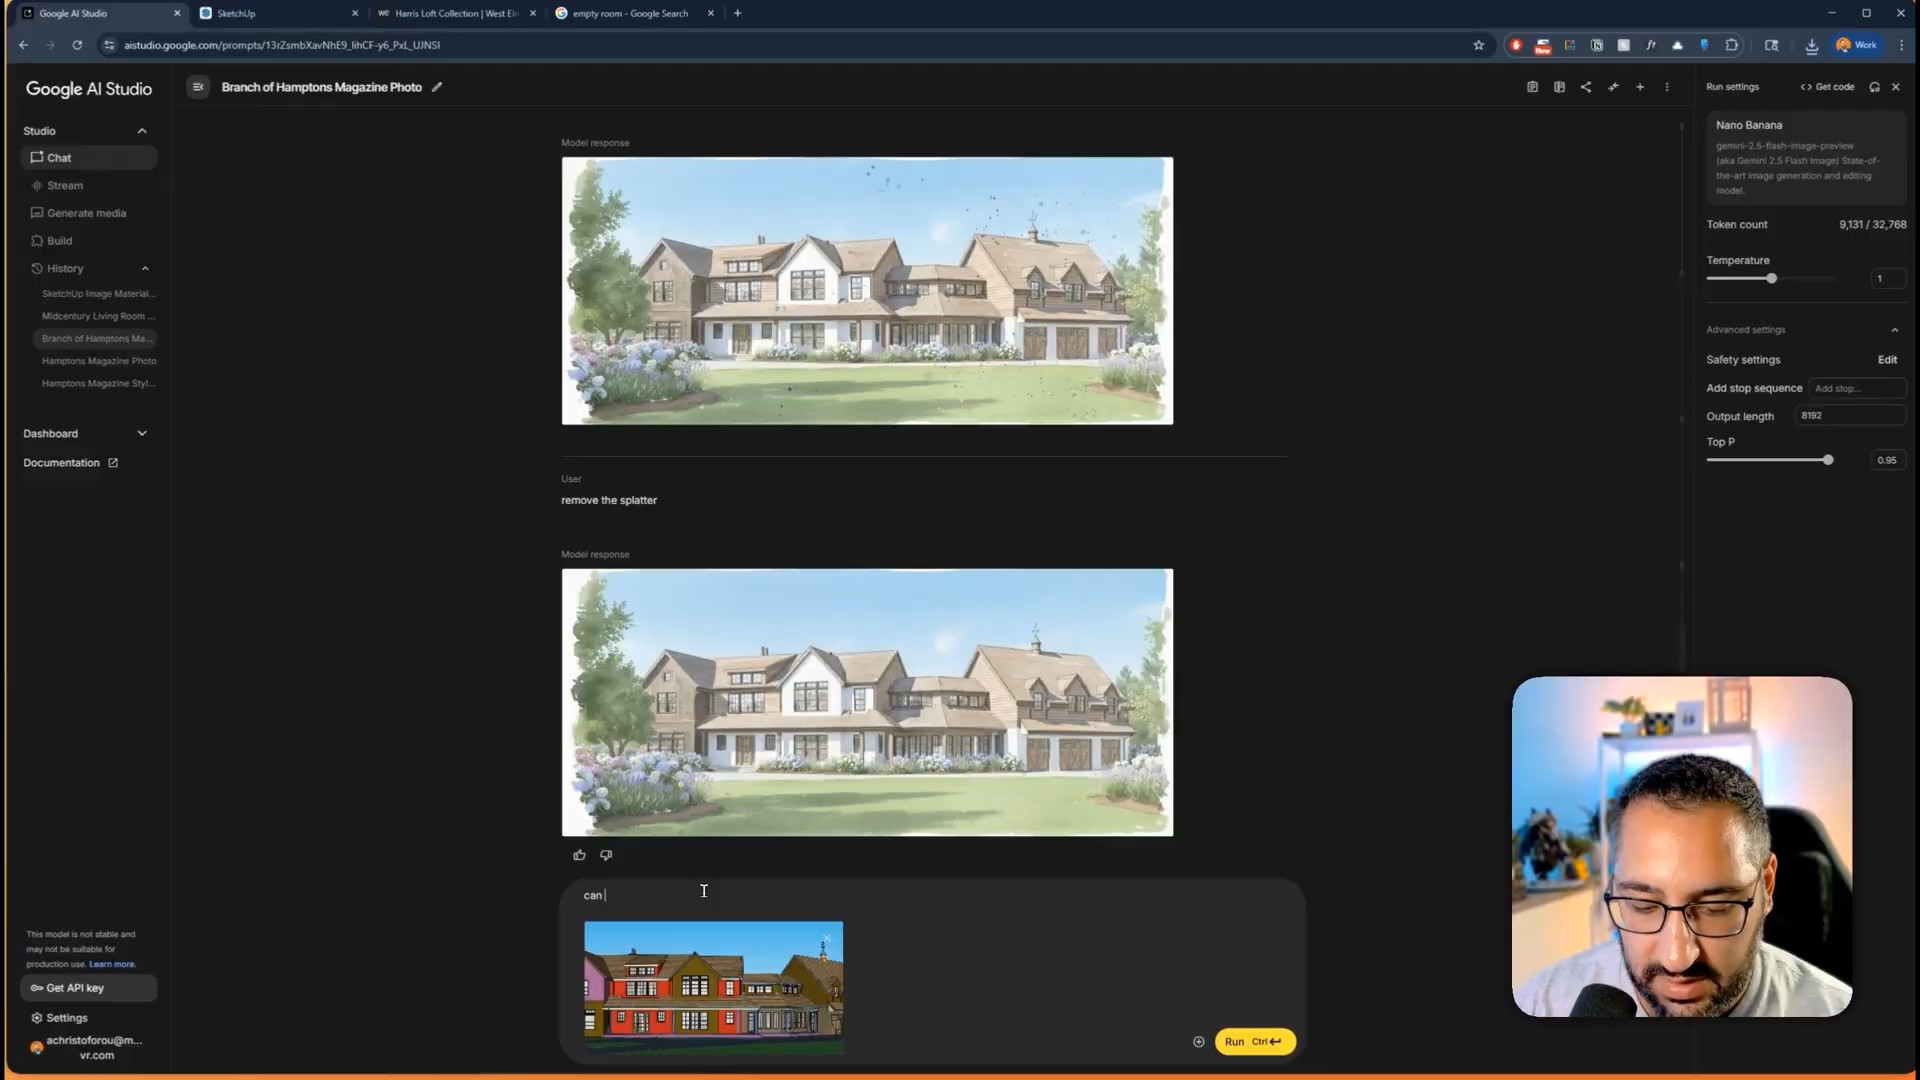 Google AI Studio
SketchUp
Harris Loft Collection | West Elm
empty room - Google Search
aistudio.google.com/prompts/13rZsmbXavNhE9_IihCF-y6_PxL_UJNSI
New
Work
Google AI Studio
Branch of Hamptons Magazine Photo
Run settings
Get code
Studio
Chat
Stream
Generate media
Build
History
SketchUp Image Material...
Midcentury Living Room ...
Branch of Hamptons Ma...
Hamptons Magazine Photo
Hamptons Magazine Styl...
Dashboard
Documentation
This model is not stable and
may not be suitable for
production use. Learn more.
Get API key
Settings
achristoforou@m...
vr.com
Model response
User
remove the splatter
Model response
can
Run Ctrl
Nano Banana
gemini-2.5-flash-image-preview
(aka Gemini 2.5 Flash Image) State-of-
the-art image generation and editing
model.
Token count 9,131 / 32,768
Temperature
1
Advanced settings
Safety settings Edit
Add stop sequence Add stop...
Output length 8192
Top P
0.95